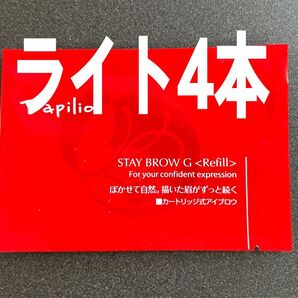 ライト4本
apilio
STAY BROW G <Refill>
For your confident expression
ぼかせて自然。描いた眉がずっと続く
■カートリッジ式アイブロウ